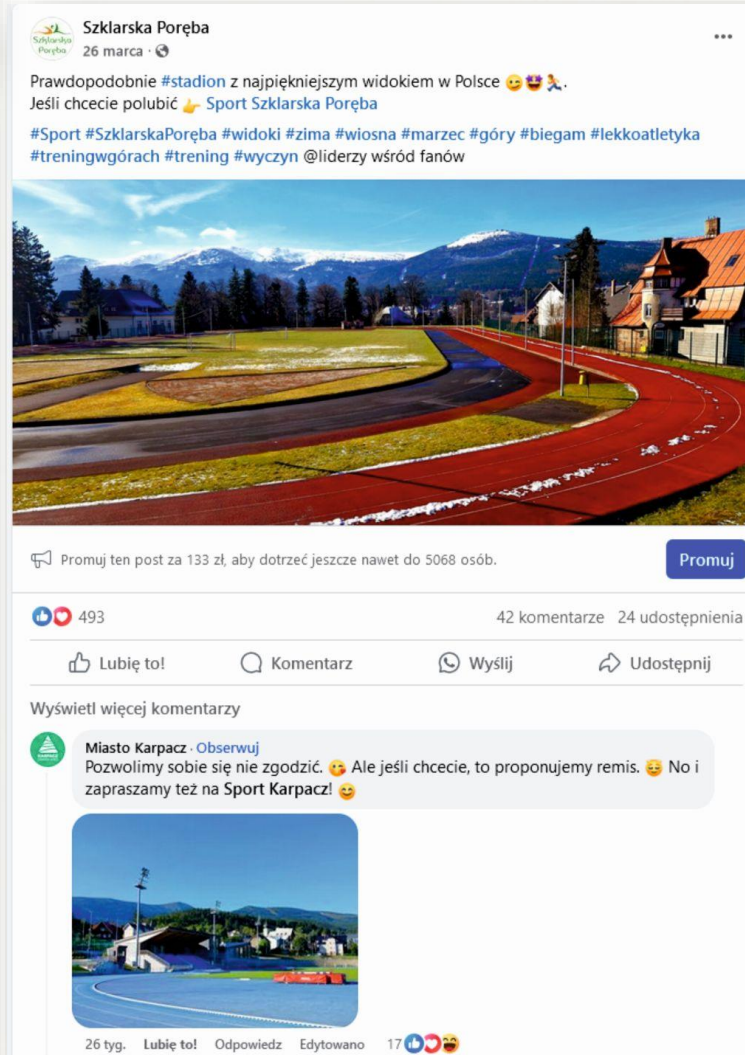 Szklarska Poręba
Szklarska
Poręba
26 marca ·
Prawdopodobnie #stadion z najpiękniejszym widokiem w Polsce 😉🤩🏃.
Jeśli chcecie polubić 👉 Sport Szklarska Poręba
#Sport #SzklarskaPoręba #widoki #zima #wiosna #marzec #góry #biegam #lekkoatletyka
#treningwgórach #trening #wyczyn @liderzy wśród fanów
Promuj ten post za 133 zł, aby dotrzeć jeszcze nawet do 5068 osób.
Promuj
493
42 komentarze 24 udostępnienia
Lubię to! Komentarz Wyślij Udostępnij
Wyświetl więcej komentarzy
KARPACZ
Miasto Karpacz · Obserwuj
Pozwolimy sobie się nie zgodzić. 😘 Ale jeśli chcecie, to proponujemy remis. 😌 No i
zapraszamy też na Sport Karpacz! 😊
26 tyg. Lubię to! Odpowiedz Edytowano 17